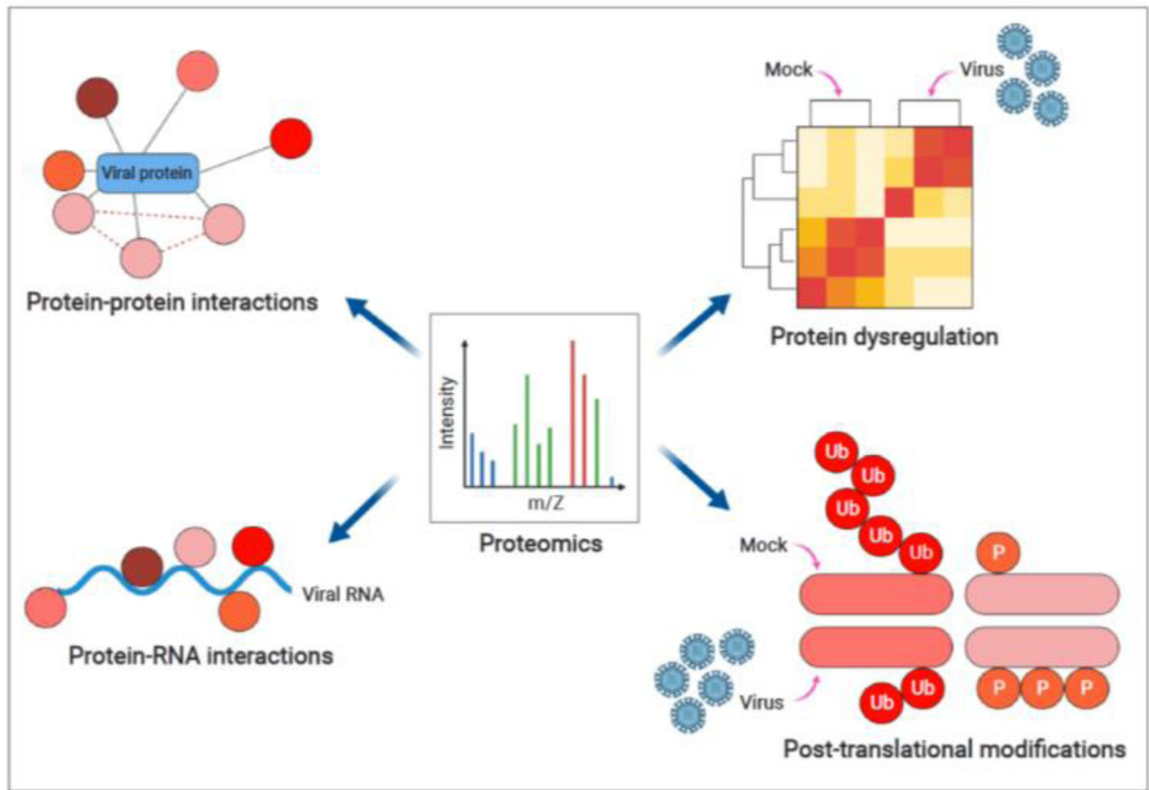 Viral protein
Protein-protein interactions
Mock
Virus
Protein dysregulation
Intensity
m/Z
Proteomics
Viral RNA
Protein-RNA interactions
Ub
Ub
Ub
Ub
Ub
P
Mock
Virus
Ub
Ub
P
P
P
Post-translational modifications